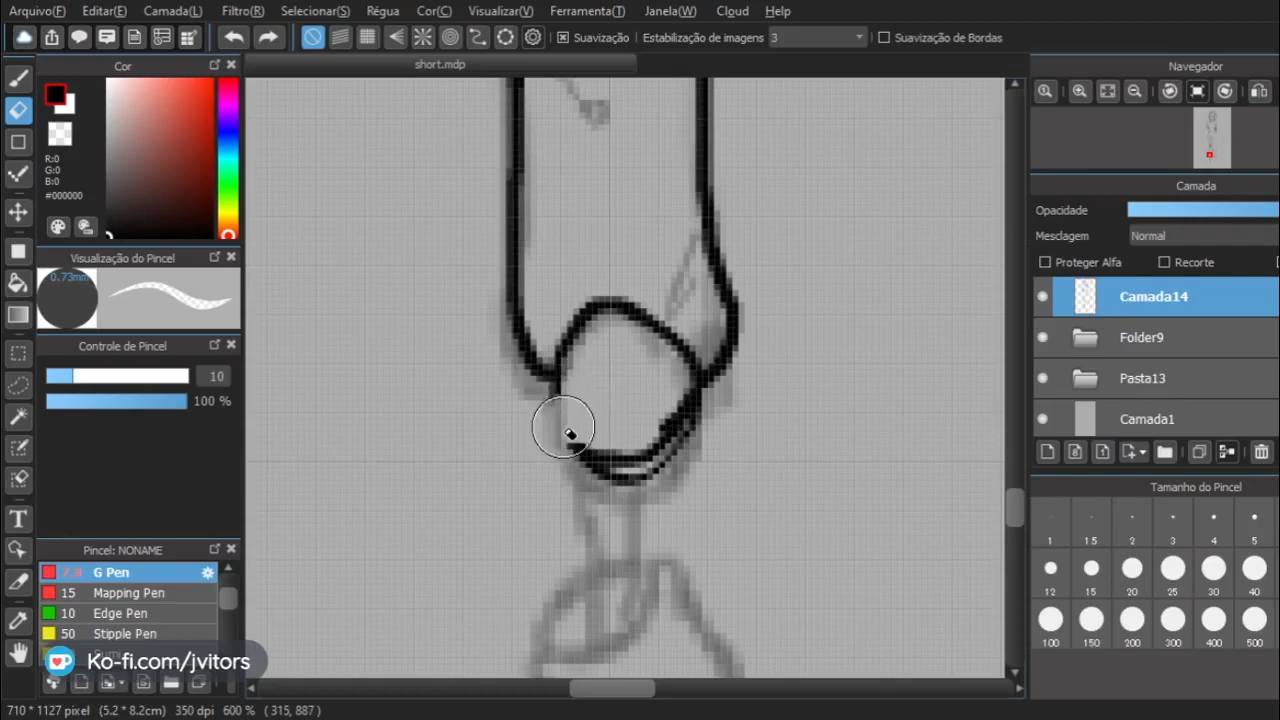 Arquivo(F) Editar(E) Camada(L) Filtro(R) Selecionar(S) Régua Cor(C) Visualizar(V) Ferramenta(T) Janela(W) Cloud Help
Suavização Estabilização de imagens 3 Suavização de Bordas
Cor
short.mdp
Navegador
R:0
G:0
B:0
#000000
Camada
Opacidade
Mesclagem Normal
Proteger Alfa Recorte
Visualização do Pincel
0.73mm
Camada14
Controle de Pincel
Folder9
10
Pasta13
100 %
Camada1
Tamanho do Pincel
1 1.5 2 3 4 5
12 15 20 25 30 40
100 150 200 300 400 500
Pincel: NONAME
G Pen
15 Mapping Pen
10 Edge Pen
50 Stipple Pen
Ko-fi.com/jvitors
710 * 1127 pixel (5.2 * 8.2cm) 350 dpi 600 % ( 315, 887 )